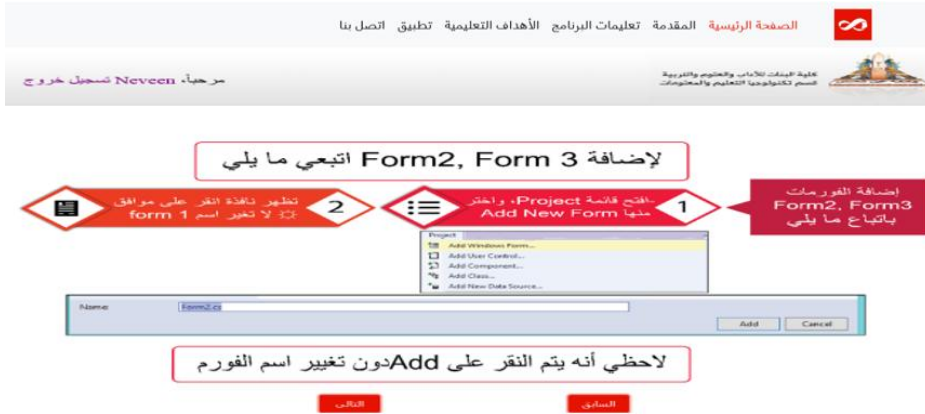 الصفحة الرئيسية المقدمة تعليمات البرنامج الأهداف التعليمية تطبيق اتصل بنا
كلية البنات للآداب والعلوم والتربية
قسم تكنولوجيا التعليم والمعلومات
مرحباً، Neveen تسجيل خروج
لإضافة Form2, Form 3 اتبعي ما يلي
إضافة الفورمات
Form2, Form3
باتباع ما يلي
1
افتح قائمة Project، واختر
منها Add New Form
2
تظهر نافذة انقر على موافق
لا تغير اسم form 1
Project
Add Windows Form...
Add User Control...
Add Component...
Add Class...
Add New Data Source...
Name:
Form2.cs
Add
Cancel
لاحظي أنه يتم النقر على Addدون تغيير اسم الفورم
السابق
التالى